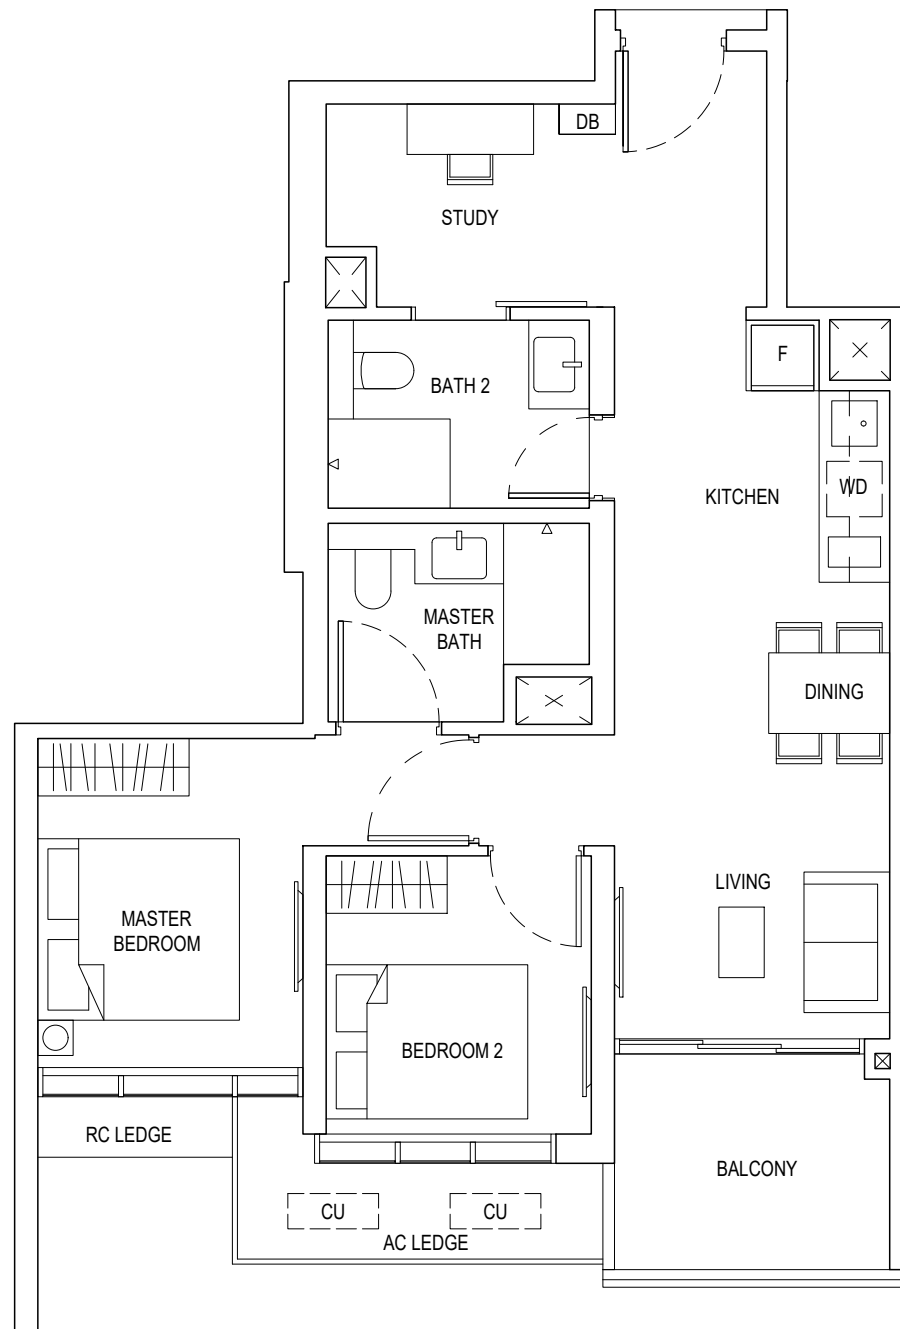 DB
STUDY
F
BATH 2
WD
KITCHEN
MASTER
BATH
DINING
LIVING
MASTER
BEDROOM
BEDROOM 2
RC LEDGE
BALCONY
CU
CU
AC LEDGE